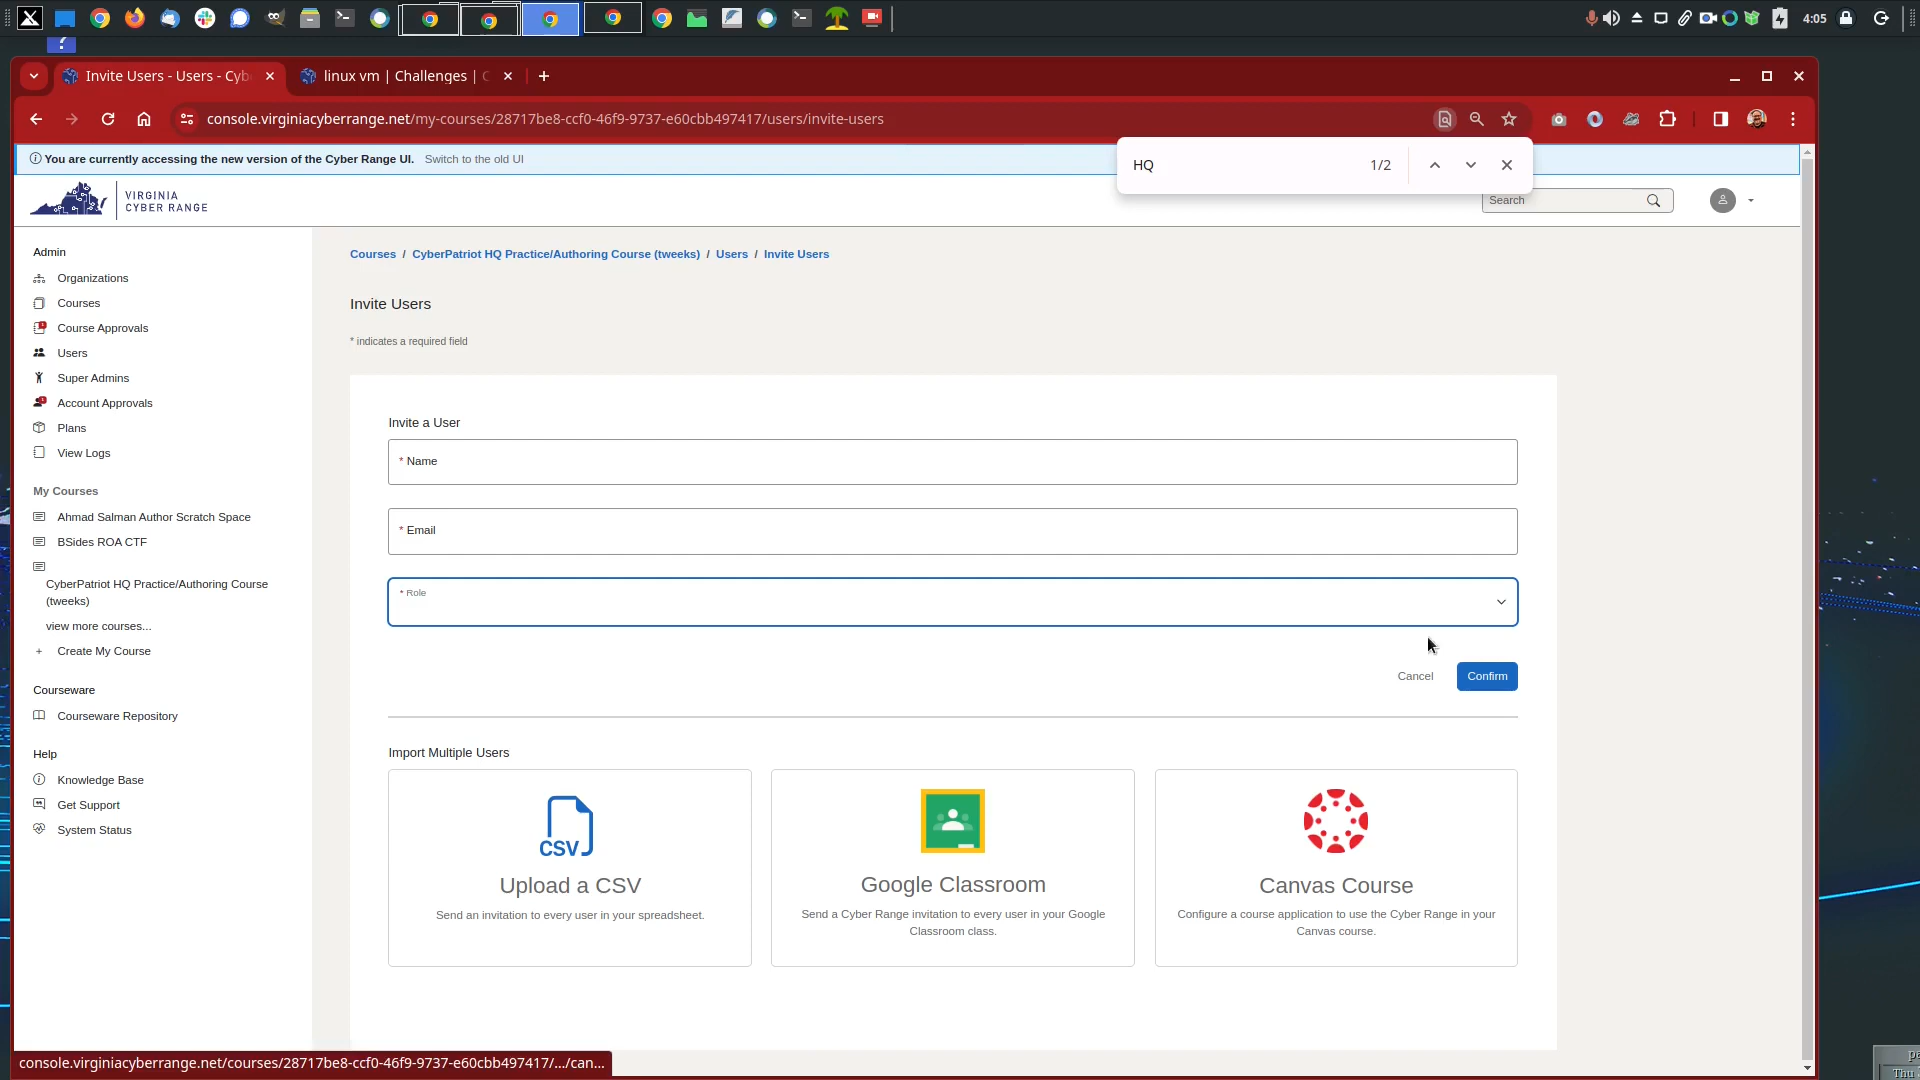 4:05
Invite Users - Users - Cyb
linux vm | Challenges | C
console.virginiacyberrange.net/my-courses/28717be8-ccf0-46f9-9737-e60cbb497417/users/invite-users
You are currently accessing the new version of the Cyber Range UI. Switch to the old UI
HQ 1/2
VIRGINIA
CYBER RANGE
Search
Admin
Organizations
Courses
Course Approvals
Users
Super Admins
Account Approvals
Plans
View Logs
My Courses
Ahmad Salman Author Scratch Space
BSides ROA CTF
CyberPatriot HQ Practice/Authoring Course
(tweeks)
view more courses...
+ Create My Course
Courseware
Courseware Repository
Help
Knowledge Base
Get Support
System Status
Courses / CyberPatriot HQ Practice/Authoring Course (tweeks) / Users / Invite Users
Invite Users
* indicates a required field
Invite a User
* Name
* Email
* Role
Cancel
Confirm
Import Multiple Users
CSV
Upload a CSV
Send an invitation to every user in your spreadsheet.
Google Classroom
Send a Cyber Range invitation to every user in your Google
Classroom class.
Canvas Course
Configure a course application to use the Cyber Range in your
Canvas course.
console.virginiacyberrange.net/courses/28717be8-ccf0-46f9-9737-e60cbb497417/.../can...
Thu